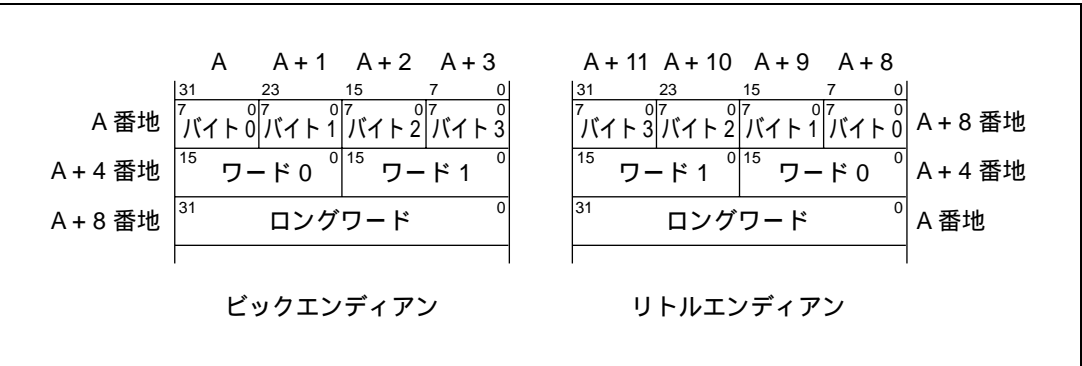 A A + 1 A + 2 A + 3
31 23 15 7 0
7 0 7 0 7 0 7 0
A 番地 バイト 0 バイト 1 バイト 2 バイト 3
15 0 15 0
A + 4 番地 ワード 0 ワード 1
31 0
A + 8 番地 ロングワード
ビックエンディアン
A + 11 A + 10 A + 9 A + 8
31 23 15 7 0
7 0 7 0 7 0 7 0
バイト 3 バイト 2 バイト 1 バイト 0 A + 8 番地
15 0 15 0
ワード 1 ワード 0 A + 4 番地
31 0
ロングワード A 番地
リトルエンディアン